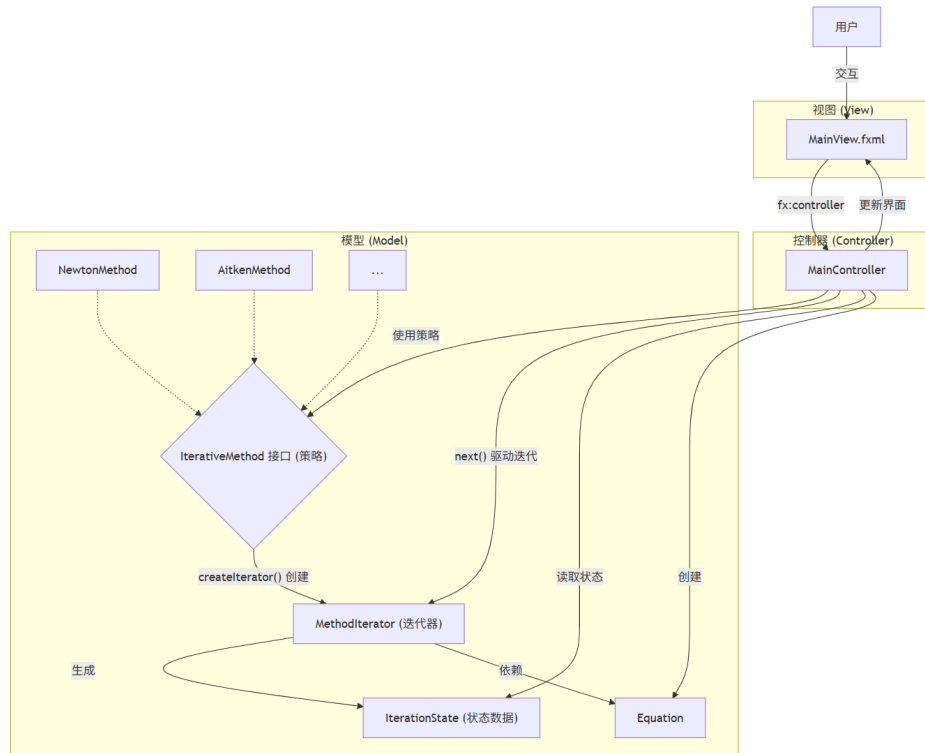 用户
交互
视图 (View)
MainView.fxml
fx:controller
更新界面
模型 (Model)
控制器 (Controller)
NewtonMethod
AitkenMethod
...
MainController
使用策略
IterativeMethod 接口 (策略)
next() 驱动迭代
createIterator() 创建
读取状态
创建
MethodIterator (迭代器)
生成
依赖
IterationState (状态数据)
Equation